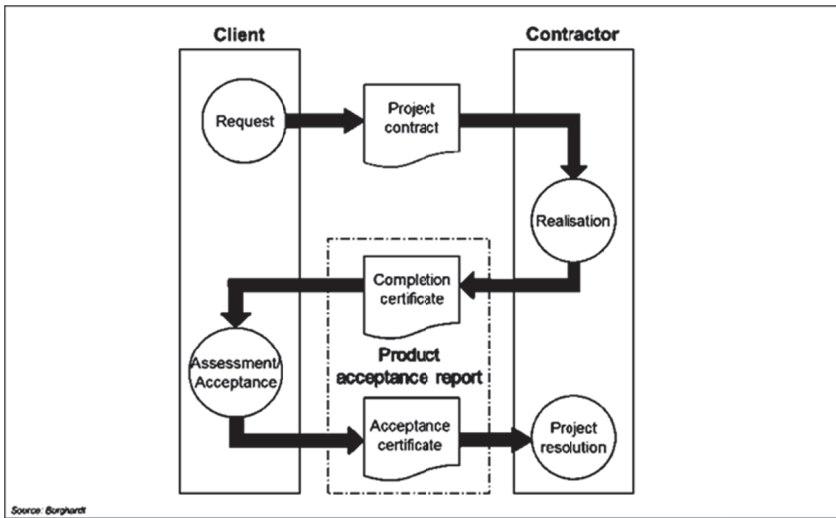 Client
Contractor
Request
Project
contract
Realisation
Completion
certificate
Assessment/
Acceptance
Product
acceptance report
Acceptance
certificate
Project
resolution
Source: Burghardt